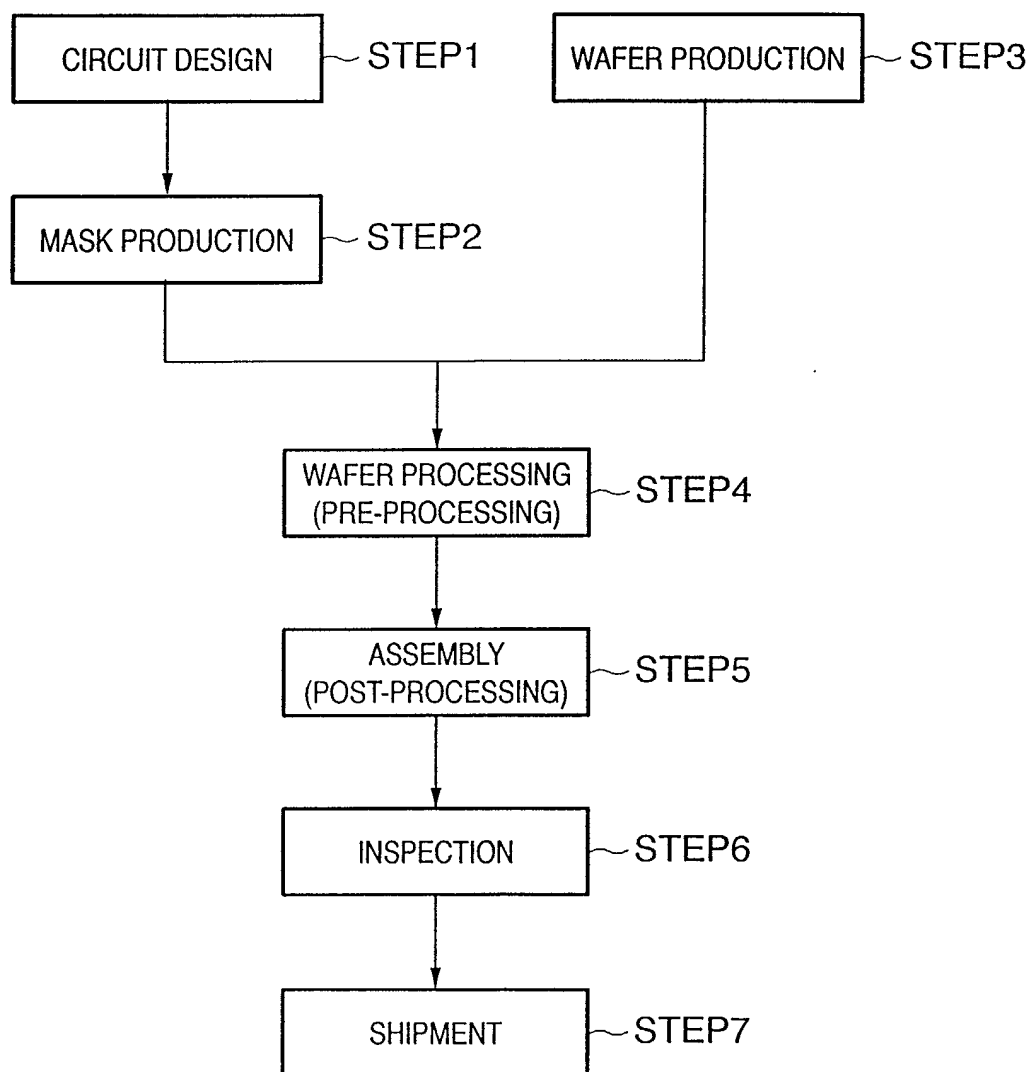 CIRCUIT DESIGN
STEP1
WAFER PRODUCTION
STEP3
MASK PRODUCTION
STEP2
WAFER PROCESSING
(PRE-PROCESSING)
STEP4
ASSEMBLY
(POST-PROCESSING)
STEP5
INSPECTION
STEP6
SHIPMENT
STEP7